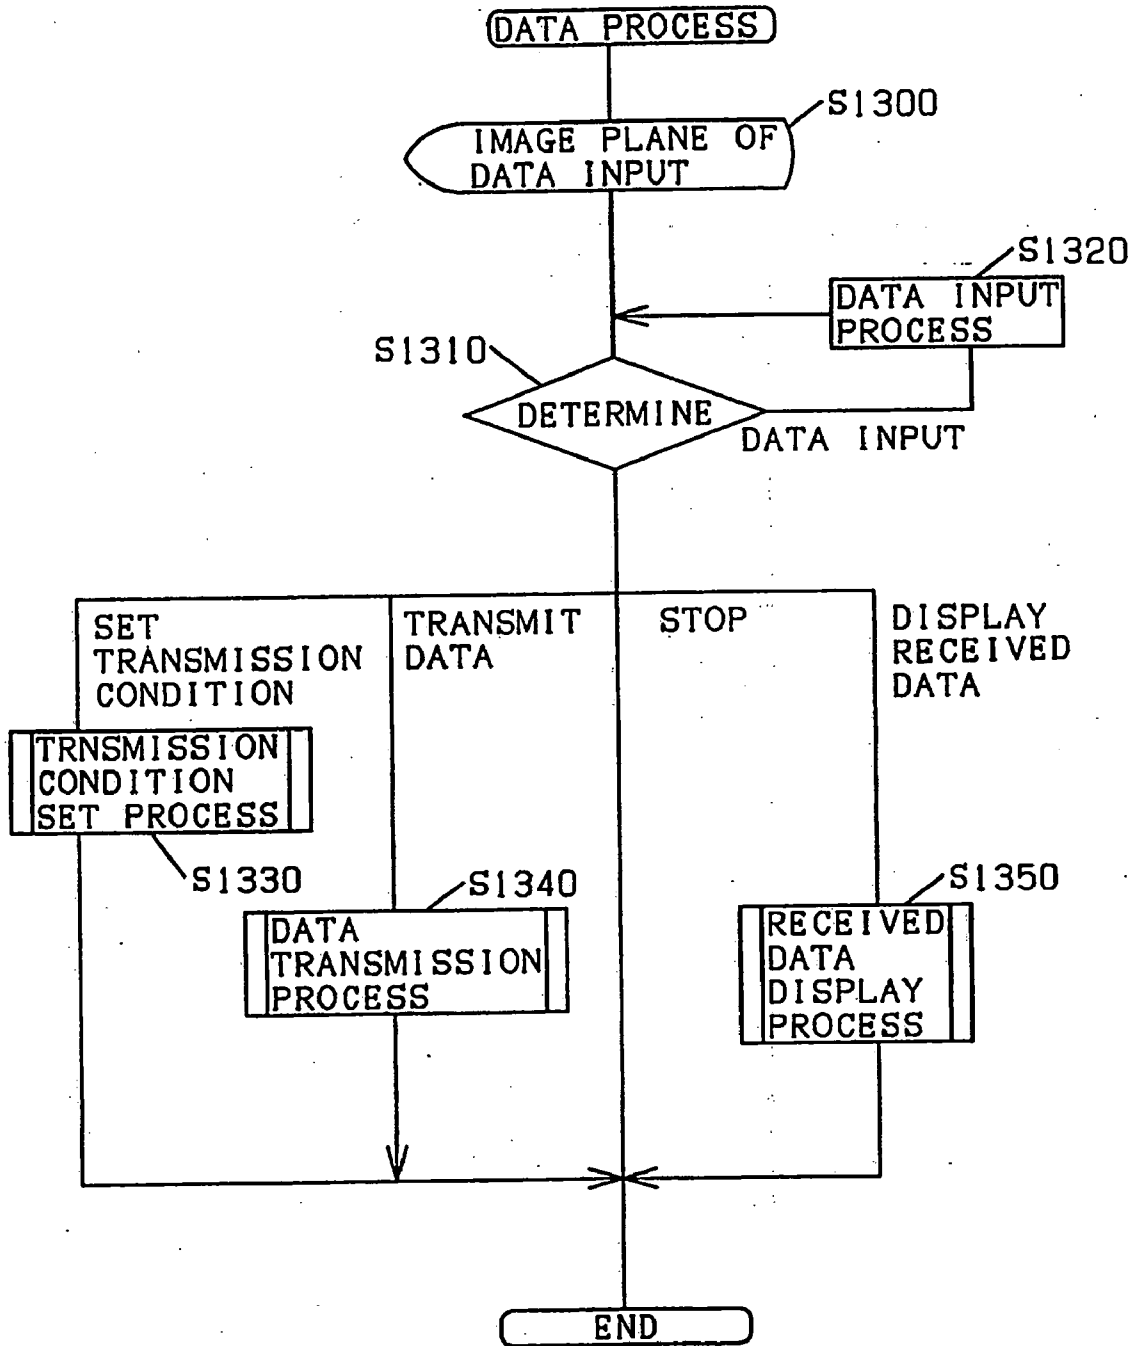 DATA PROCESS
S1300
IMAGE PLANE OF
DATA INPUT
S1320
DATA INPUT
PROCESS
S1310
DETERMINE
DATA INPUT
SET
TRANSMISSION
CONDITION
TRANSMIT
DATA
STOP
DISPLAY
RECEIVED
DATA
TRNSMISSION
CONDITION
SET PROCESS
S1330
S1340
DATA
TRANSMISSION
PROCESS
S1350
RECEIVED
DATA
DISPLAY
PROCESS
END